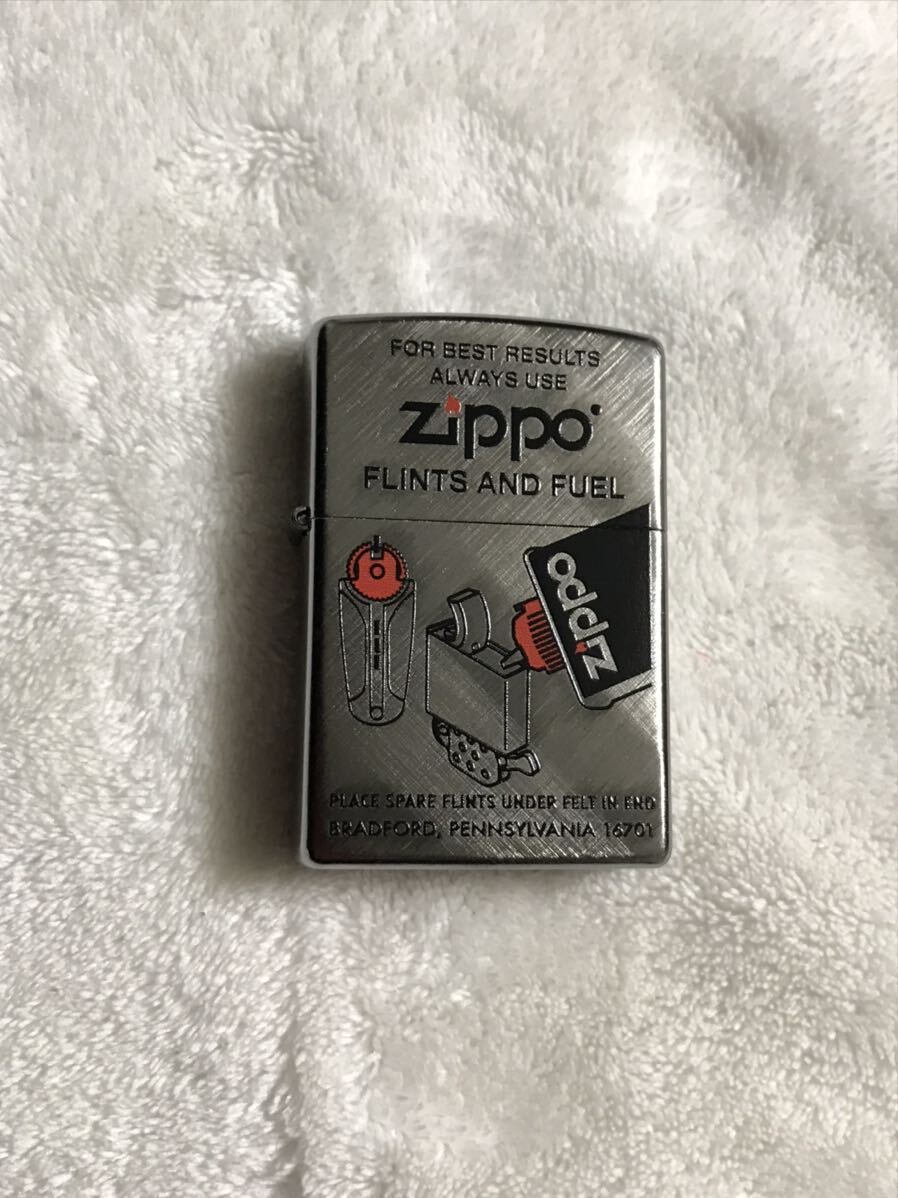 FOR BEST RESULTS
ALWAYS USE
Zippo
FLINTS AND FUEL
Zippo
PLACE SPARE FLINTS UNDER FELT IN END
BRADFORD, PENNSYLVANIA 16701